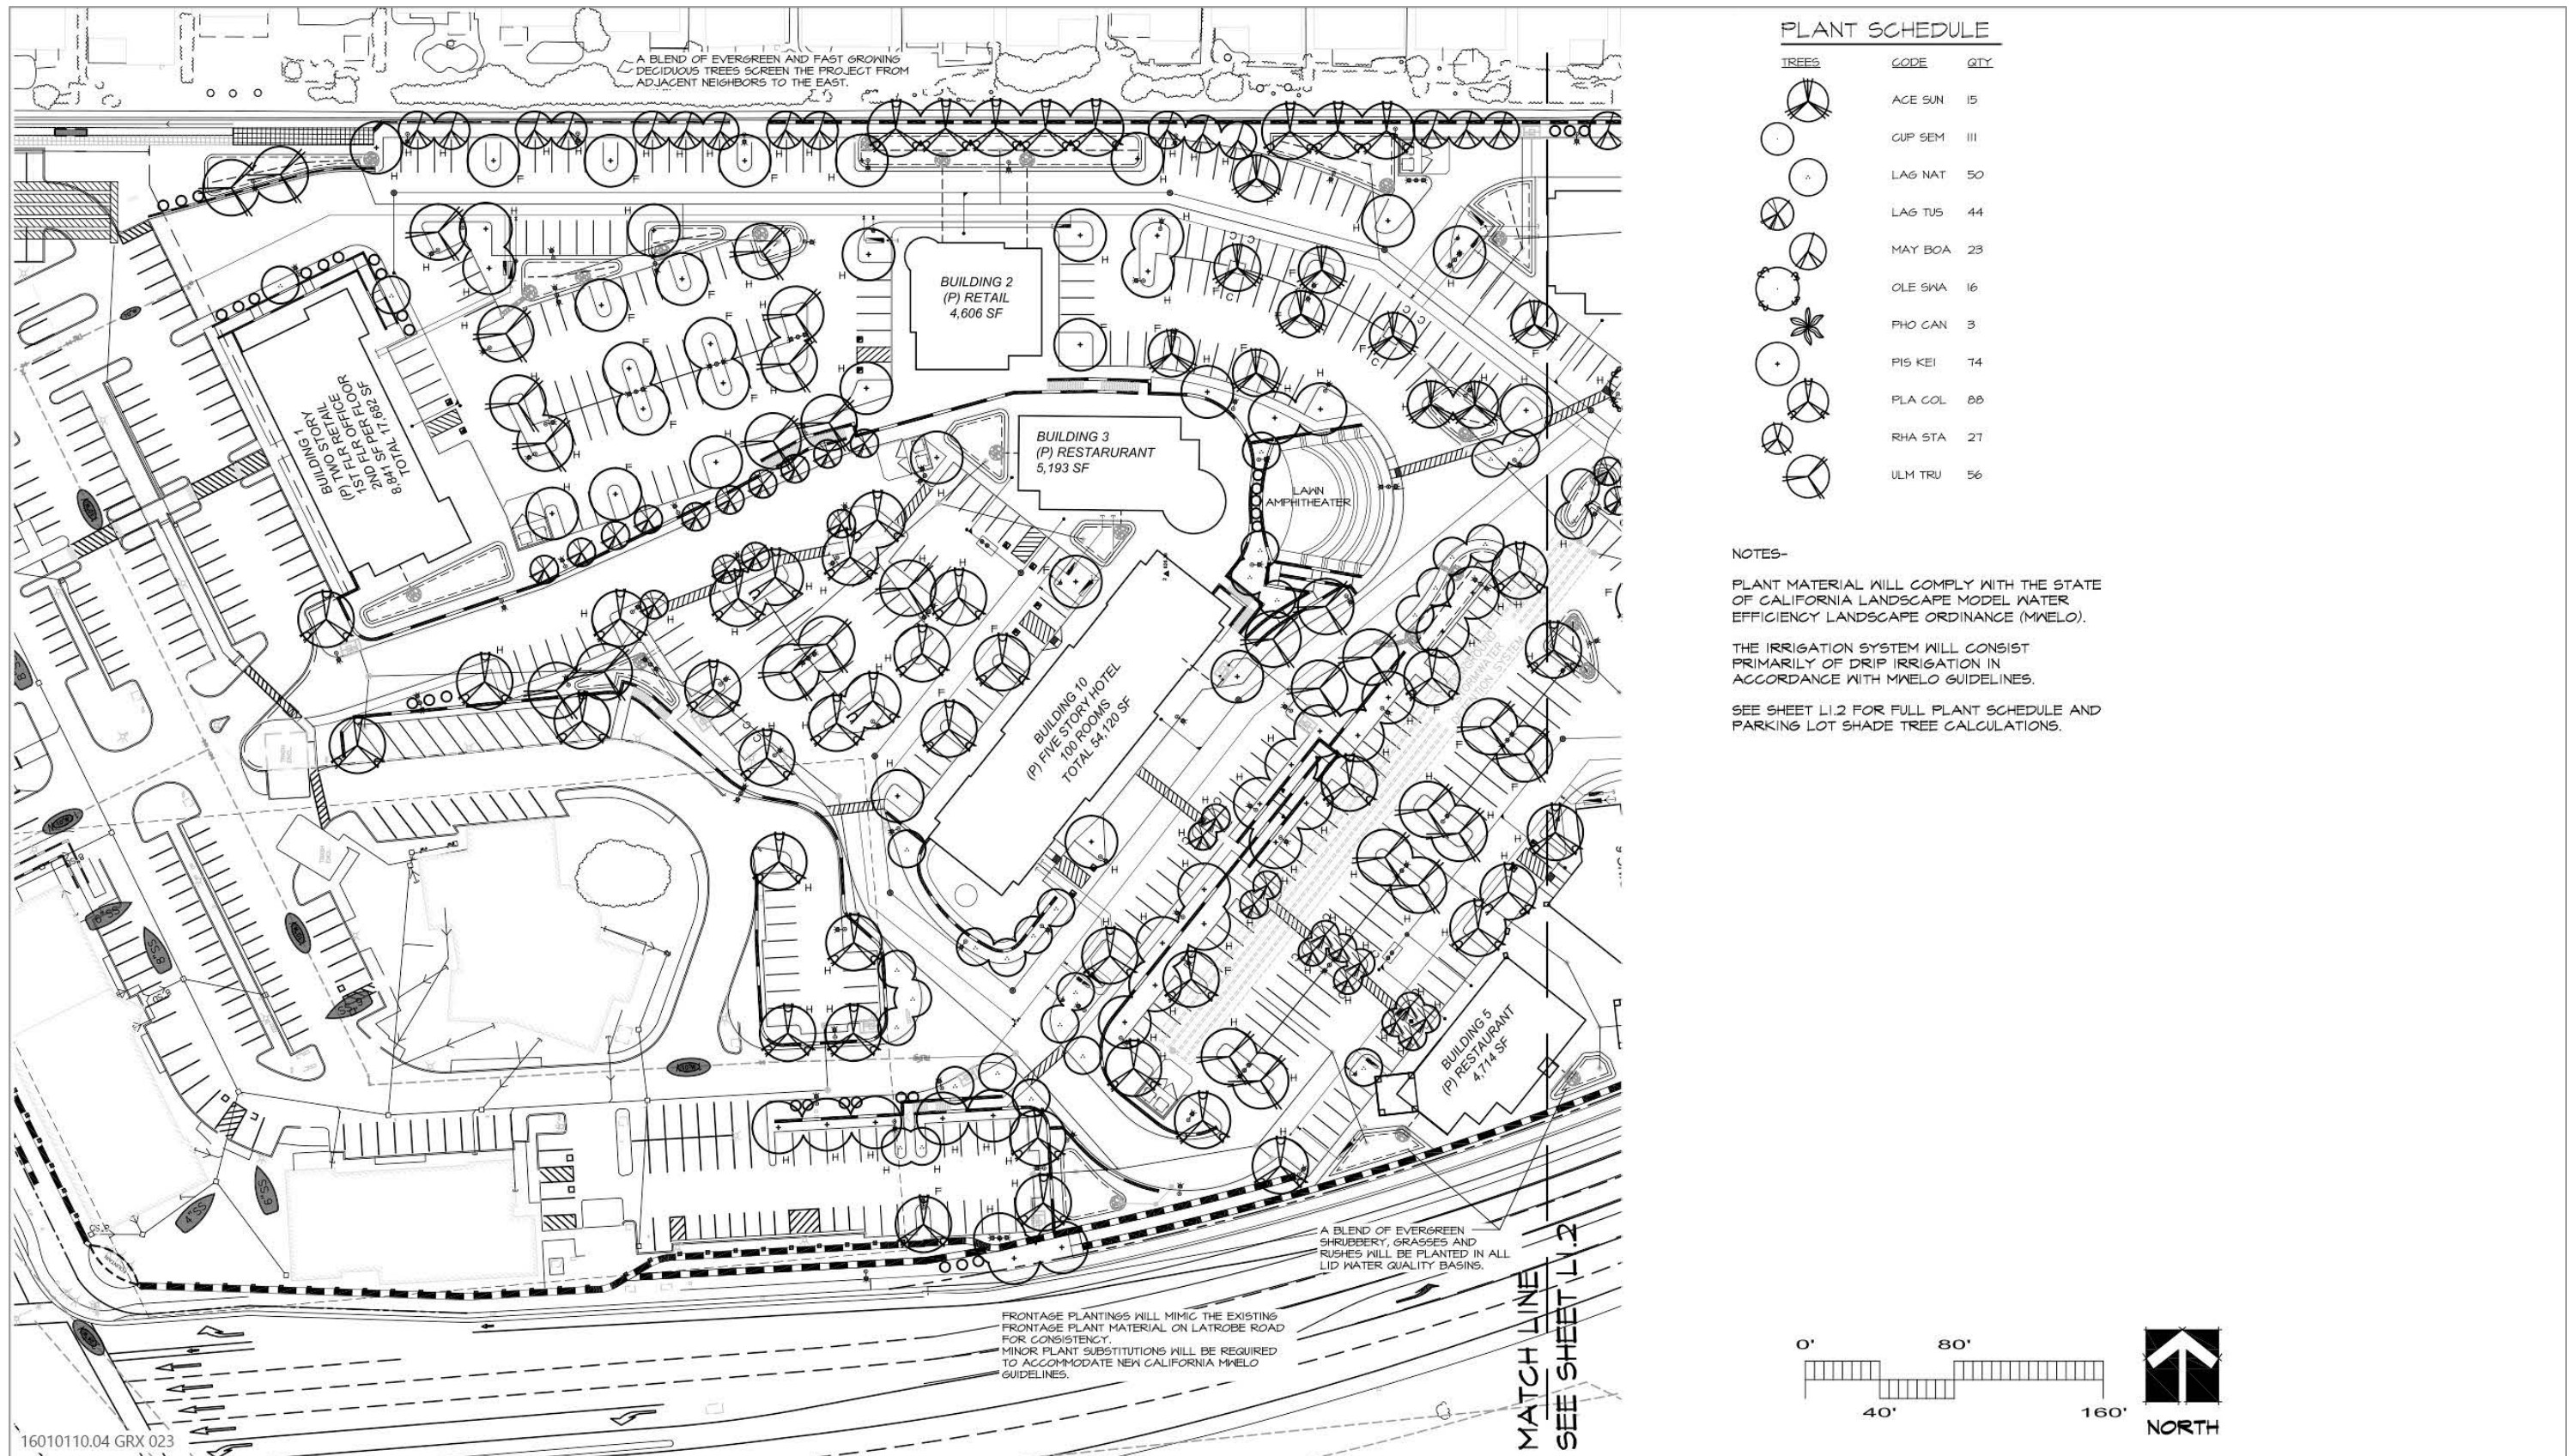 A BLEND OF EVERGREEN AND FAST GROWING
DECIDUOUS TREES SCREEN THE PROJECT FROM
ADJACENT NEIGHBORS TO THE EAST.
BUILDING 2
(P) RETAIL
4,606 SF
BUILDING 1
(P) TWO STORY
1ST FLR RETAIL
2ND FLR OFFICE
8,841 SF PER FLOOR
TOTAL 17,682 SF
BUILDING 3
(P) RESTARURANT
5,193 SF
LAWN
AMPHITHEATER
BUILDING 10
(P) FIVE STORY HOTEL
100 ROOMS
TOTAL 54,120 SF
BUILDING 5
(P) RESTAURANT
4,714 SF
A BLEND OF EVERGREEN
SHRUBBERY, GRASSES AND
RUSHES WILL BE PLANTED IN ALL
LID WATER QUALITY BASINS.
FRONTAGE PLANTINGS WILL MIMIC THE EXISTING
FRONTAGE PLANT MATERIAL ON LATROBE ROAD
FOR CONSISTENCY.
MINOR PLANT SUBSTITUTIONS WILL BE REQUIRED
TO ACCOMMODATE NEW CALIFORNIA MWELO
GUIDELINES.
MATCH LINE
SEE SHEET L1.2
16010110.04 GRX 023
PLANT SCHEDULE
TREES CODE QTY
ACE SUN 15
CUP SEM 111
LAG NAT 50
LAG TUS 44
MAY BOA 23
OLE SWA 16
PHO CAN 3
PIS KEI 74
PLA COL 88
RHA STA 27
ULM TRU 56
NOTES-
PLANT MATERIAL WILL COMPLY WITH THE STATE
OF CALIFORNIA LANDSCAPE MODEL WATER
EFFICIENCY LANDSCAPE ORDINANCE (MWELO).
THE IRRIGATION SYSTEM WILL CONSIST
PRIMARILY OF DRIP IRRIGATION IN
ACCORDANCE WITH MWELO GUIDELINES.
SEE SHEET L1.2 FOR FULL PLANT SCHEDULE AND
PARKING LOT SHADE TREE CALCULATIONS.
0' 80'
40' 160'
NORTH